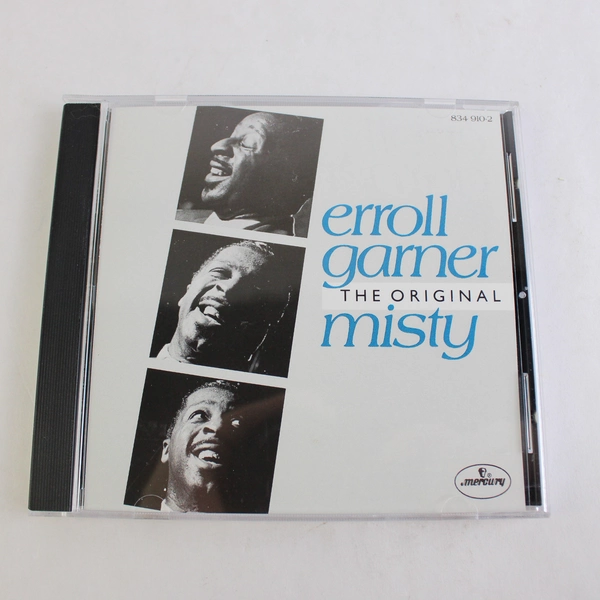 834 910-2
erroll
garner
THE ORIGINAL
misty
mercury